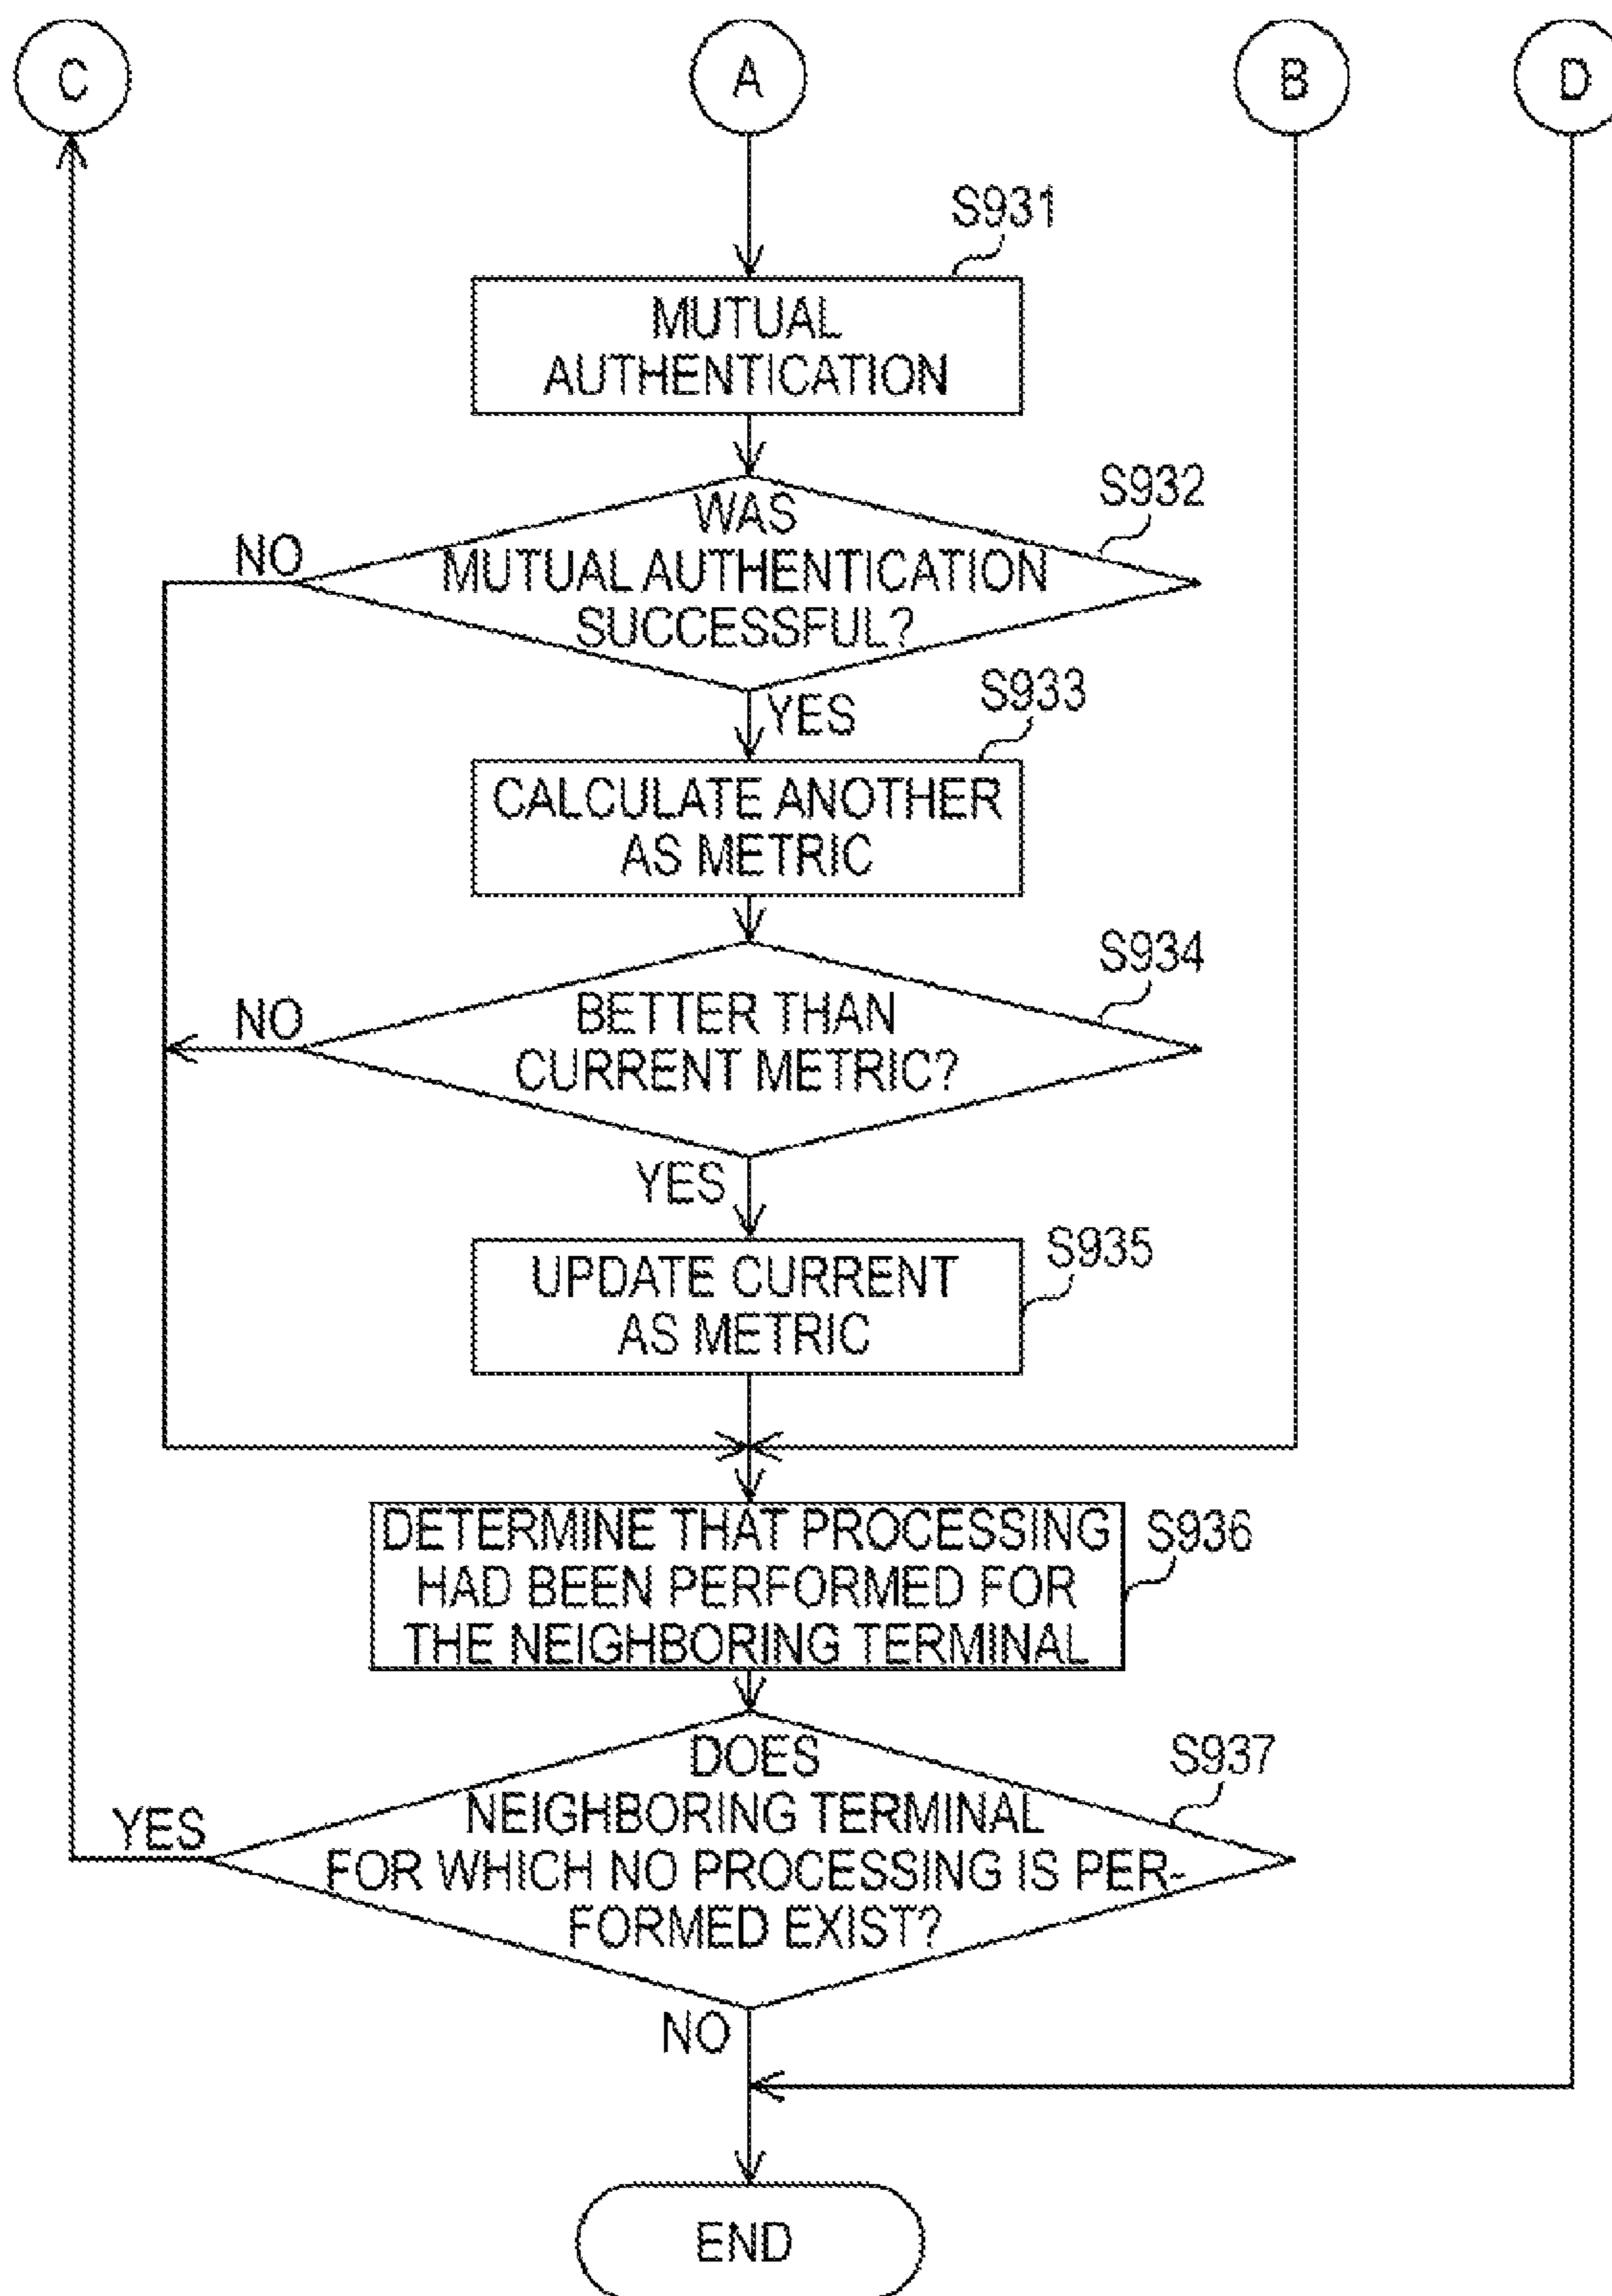 C
A
B
D
S931
MUTUAL
AUTHENTICATION
S932
WAS
MUTUAL AUTHENTICATION
SUCCESSFUL?
NO
YES
S933
CALCULATE ANOTHER
AS METRIC
S934
BETTER THAN
CURRENT METRIC?
NO
YES
S935
UPDATE CURRENT
AS METRIC
S936
DETERMINE THAT PROCESSING
HAD BEEN PERFORMED FOR
THE NEIGHBORING TERMINAL
S937
DOES
NEIGHBORING TERMINAL
FOR WHICH NO PROCESSING IS PER-
FORMED EXIST?
YES
NO
END